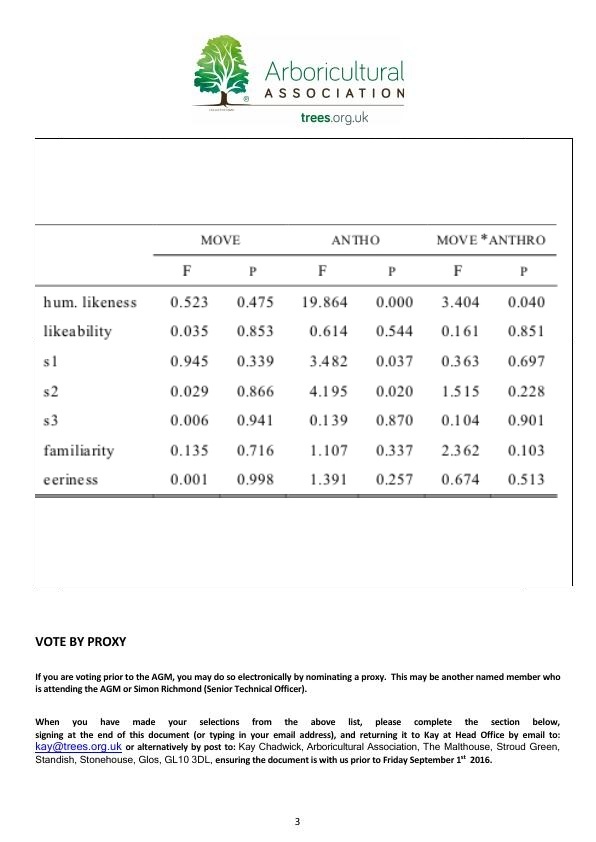 Arboricultural
ASSOCIATION
®
trees.org.uk
MOVE ANTHO MOVE *ANTHRO
F P F P F P
hum. likeness 0.523 0.475 19.864 0.000 3.404 0.040
likeability 0.035 0.853 0.614 0.544 0.161 0.851
s1 0.945 0.339 3.482 0.037 0.363 0.697
s2 0.029 0.866 4.195 0.020 1.515 0.228
s3 0.006 0.941 0.139 0.870 0.104 0.901
familiarity 0.135 0.716 1.107 0.337 2.362 0.103
eeriness 0.001 0.998 1.391 0.257 0.674 0.513
VOTE BY PROXY
If you are voting prior to the AGM, you may do so electronically by nominating a proxy. This may be another named member who
is attending the AGM or Simon Richmond (Senior Technical Officer).
When you have made your selections from the above list, please complete the section below,
signing at the end of this document (or typing in your email address), and returning it to Kay at Head Office by email to:
kay@trees.org.uk or alternatively by post to: Kay Chadwick, Arboricultural Association, The Malthouse, Stroud Green,
Standish, Stonehouse, Glos, GL10 3DL, ensuring the document is with us prior to Friday September 1st 2016.
3